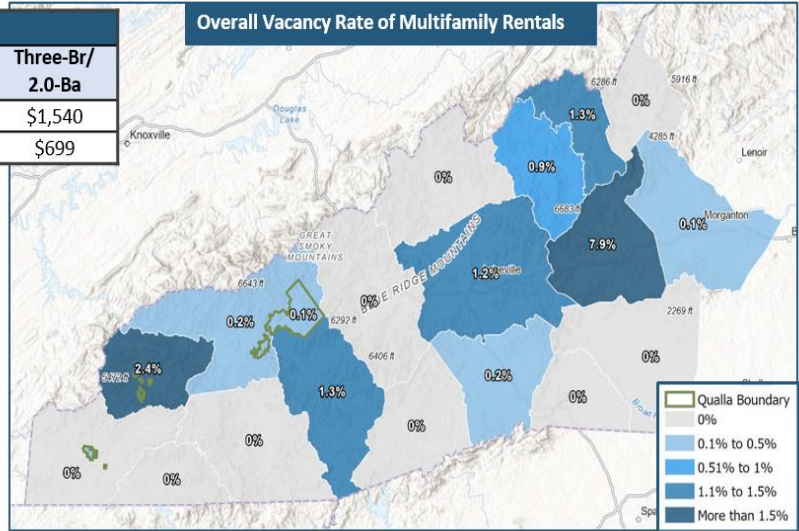 Overall Vacancy Rate of Multifamily Rentals
Three-Br/
2.0-Ba
$1,540
$699
Knoxville
Douglas
Lake
6286 ft
5916 ft
0%
1.3%
4285 ft
Lenoir
0%
0.9%
6683 ft
0.1%
Morganton
7.9%
GREAT
SMOKY
MOUNTAINS
BLUE RIDGE MOUNTAINS
1.2%
6643 ft
0%
0.2%
0.1%
6292 ft
2269 ft
6406 ft
0%
2.4%
5472 ft
0.2%
1.3%
0%
0%
0%
0%
0%
Broad
Qualla Boundary
0%
0.1% to 0.5%
0.51% to 1%
1.1% to 1.5%
More than 1.5%